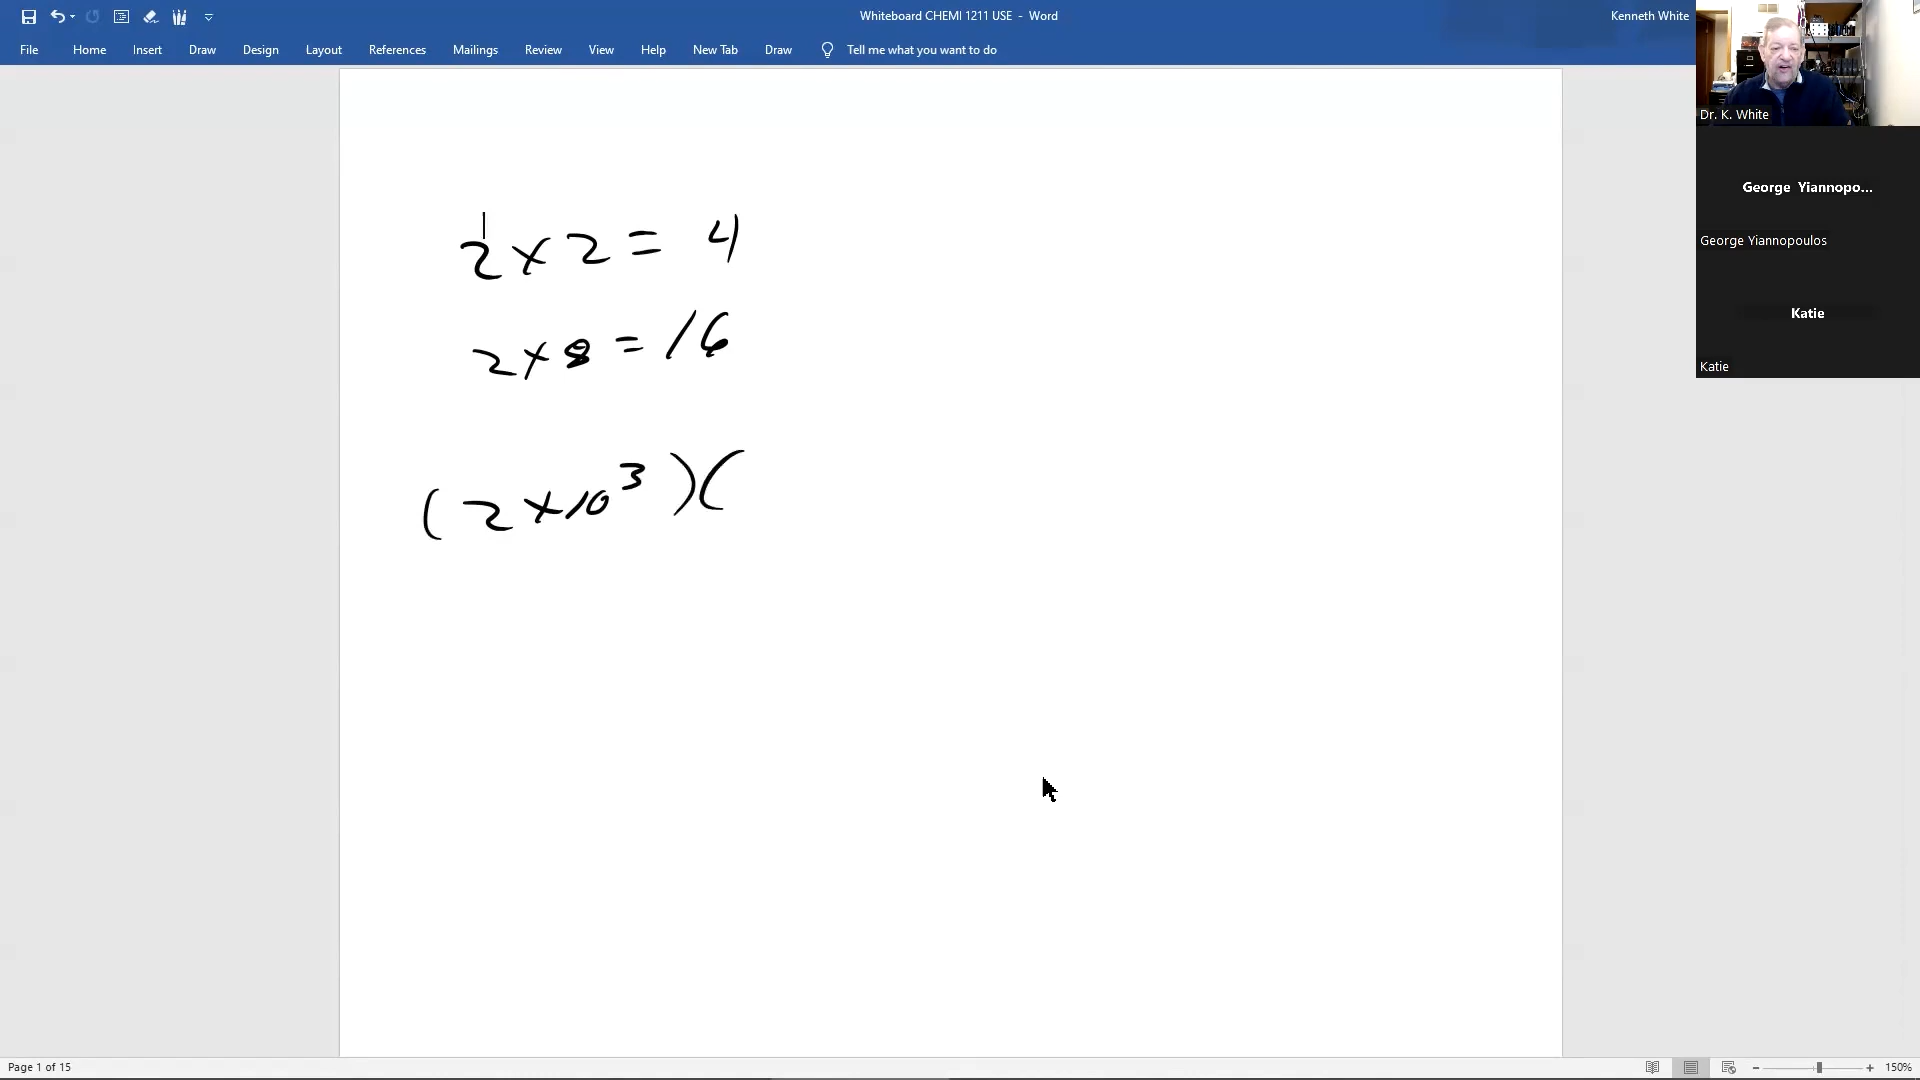 Whiteboard CHEMI 1211 USE - Word
Kenneth White
File Home Insert Draw Design Layout References Mailings Review View Help New Tab Draw Tell me what you want to do
Dr. K. White
George Yiannopo...
George Yiannopoulos
Katie
Katie
2 x 2 = 4
2 x 8 = 16
(2 x 10³)(
Page 1 of 15
150%